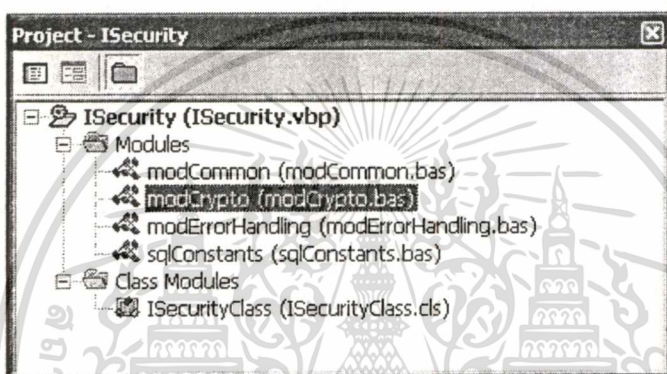 Project - ISecurity
ISecurity (ISecurity.vbp)
Modules
modCommon (modCommon.bas)
modCrypto (modCrypto.bas)
modErrorHandling (modErrorHandling.bas)
sqlConstants (sqlConstants.bas)
Class Modules
ISecurityClass (ISecurityClass.cls)